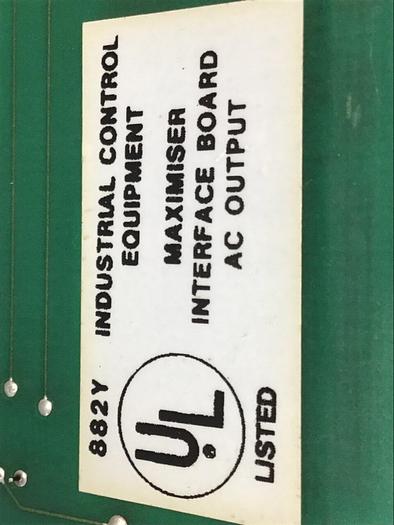 882Y INDUSTRIAL CONTROL
EQUIPMENT
MAXIMISER
INTERFACE BOARD
AC OUTPUT
UL
LISTED